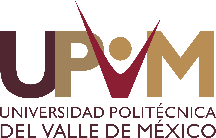 UPVM
UNIVERSIDAD POLITÉCNICA
DEL VALLE DE MÉXICO